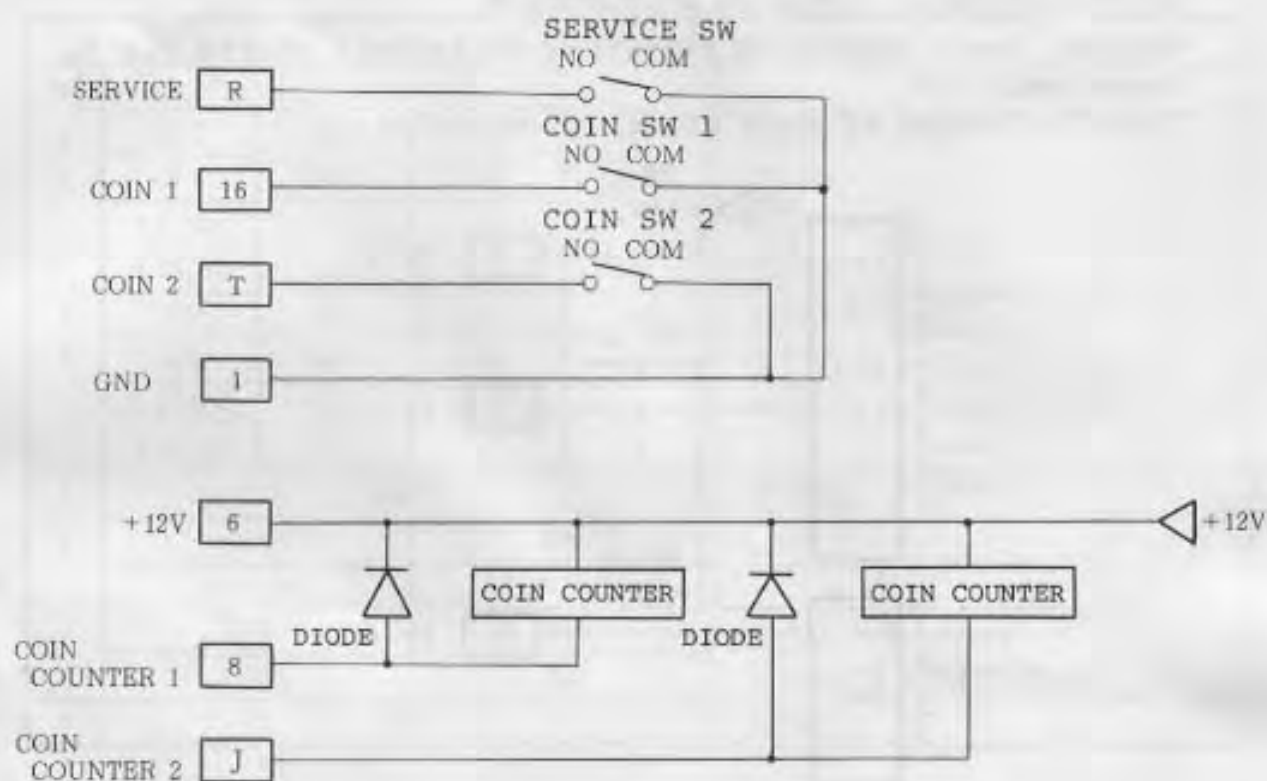 SERVICE SW
NO COM
SERVICE R
COIN SW 1
NO COM
COIN 1 16
COIN SW 2
NO COM
COIN 2 T
GND 1
+12V 6
+12V
COIN COUNTER
COIN COUNTER
DIODE
DIODE
COIN
COUNTER 1 8
COIN
COUNTER 2 J